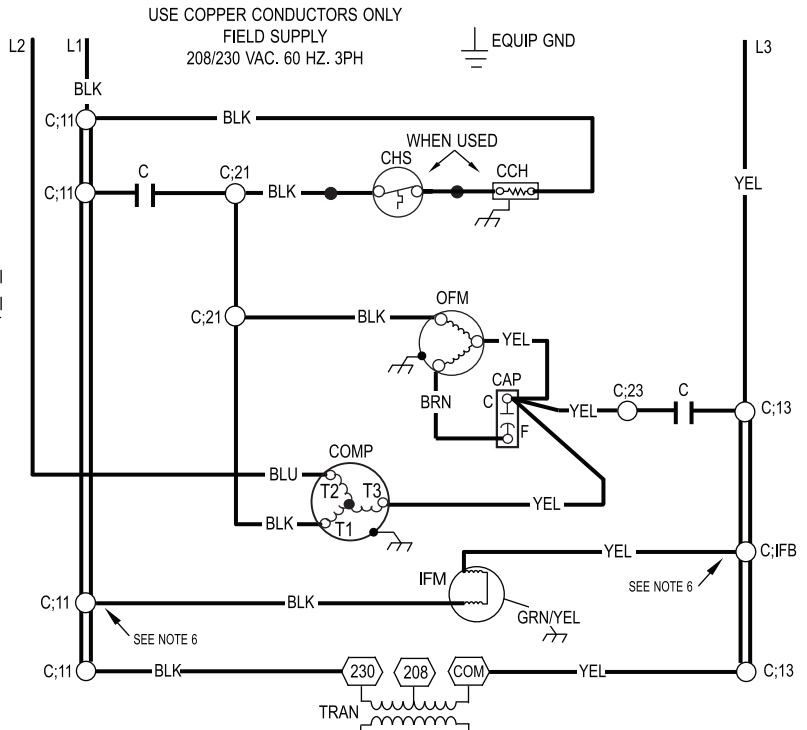 USE COPPER CONDUCTORS ONLY
FIELD SUPPLY
208/230 VAC. 60 HZ. 3PH
EQUIP GND
L2
L1
L3
BLK
C;11
BLK
WHEN USED
CHS
CCH
C;11
C
C;21
BLK
YEL
C;21
BLK
OFM
YEL
CAP
BRN
C
F
YEL
C;23
C
C;13
COMP
BLU
T2
T3
YEL
BLK
T1
YEL
C;IFB
IFM
SEE NOTE 6
C;11
BLK
GRN/YEL
SEE NOTE 6
C;11
BLK
230
208
COM
YEL
C;13
TRAN